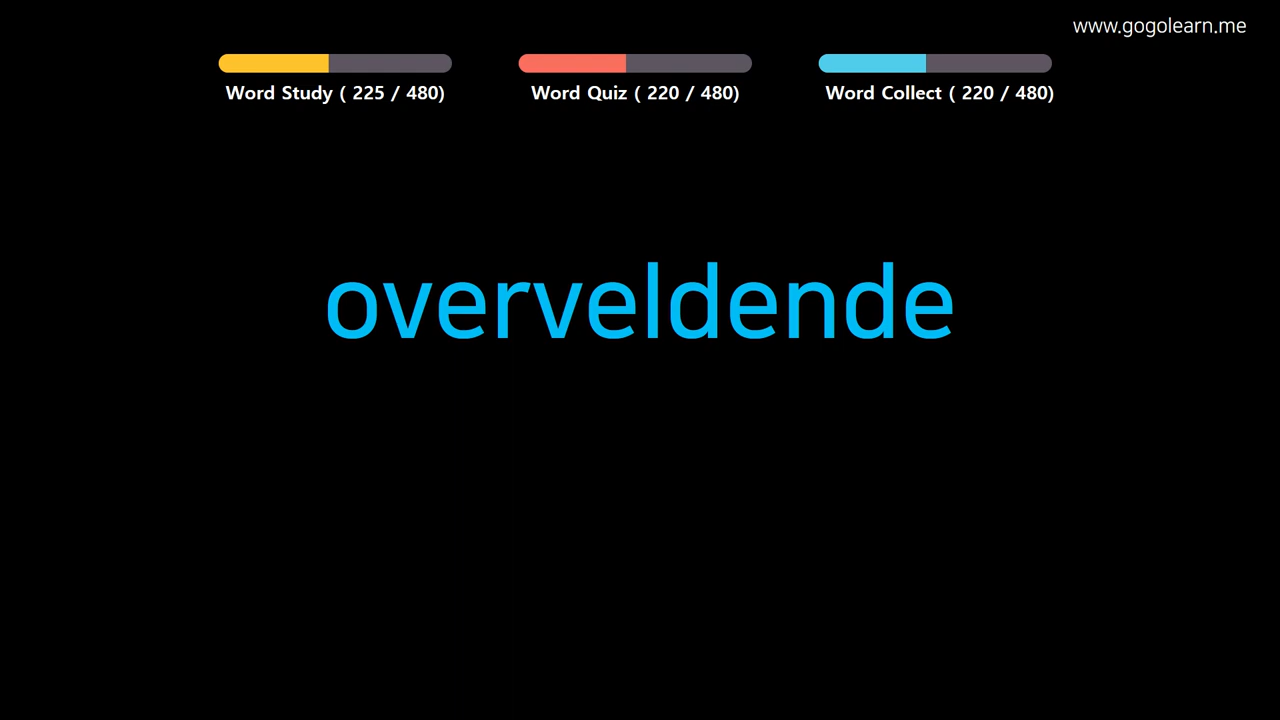 www.gogolearn.me
Word Study ( 225 / 480)
Word Quiz ( 220 / 480)
Word Collect ( 220 / 480)
overveldende